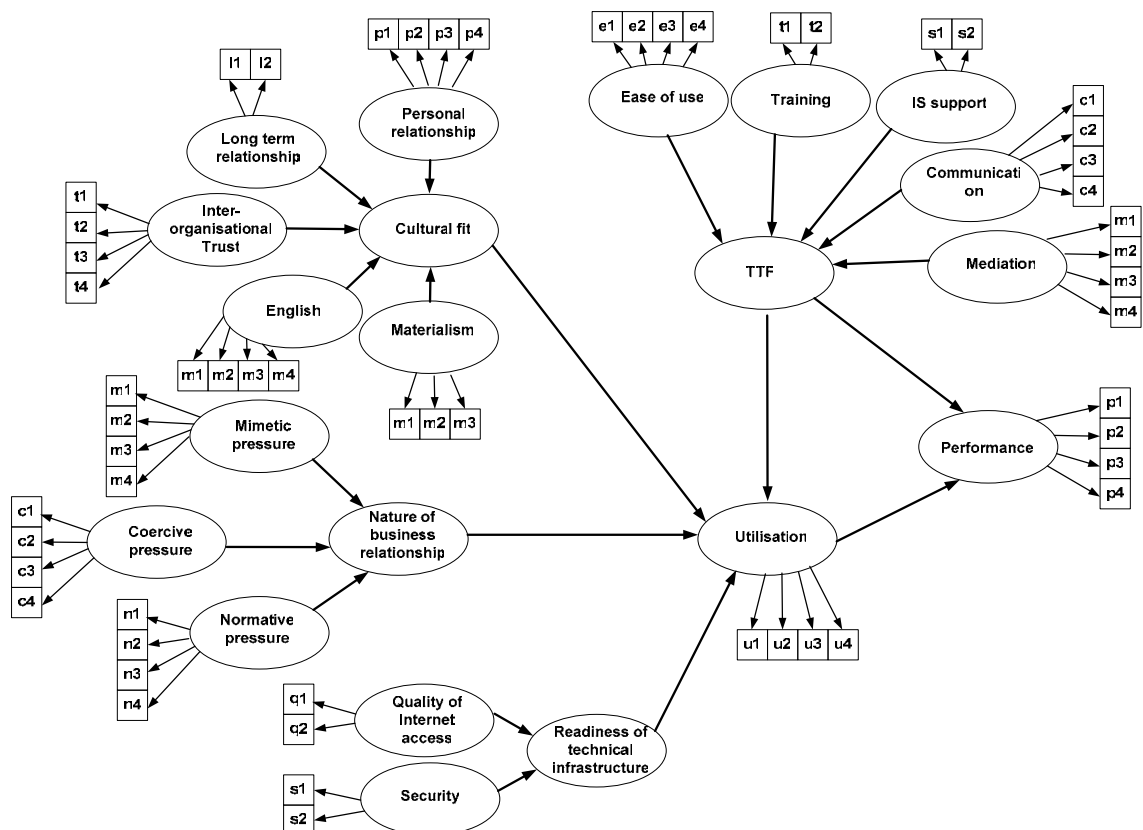 p1 p2 p3 p4
e1 e2 e3 e4
t1 t2
s1 s2
l1 l2
Personal
relationship
Ease of use
Training
IS support
c1
c2
c3
c4
Long term
relationship
Communicati
on
t1
t2
t3
t4
Inter-
organisational
Trust
Cultural fit
TTF
Mediation
m1
m2
m3
m4
English
Materialism
m1 m2 m3 m4
m1 m2 m3
m1
m2
m3
m4
Mimetic
pressure
Performance
p1
p2
p3
p4
c1
c2
c3
c4
Coercive
pressure
Nature of
business
relationship
Utilisation
n1
n2
n3
n4
Normative
pressure
u1 u2 u3 u4
q1
q2
Quality of
Internet
access
Readiness of
technical
infrastructure
s1
s2
Security